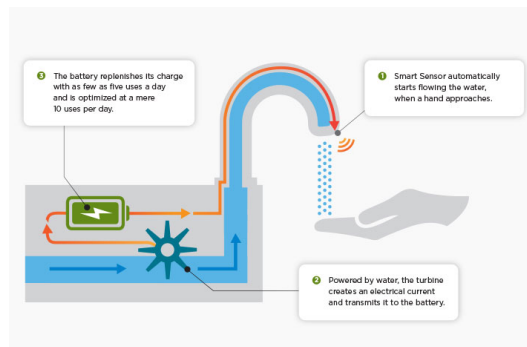 3 The battery replenishes its charge
with as few as five uses a day
and is optimized at a mere
10 uses per day.
1 Smart Sensor automatically
starts flowing the water,
when a hand approaches.
2 Powered by water, the turbine
creates an electrical current
and transmits it to the battery.